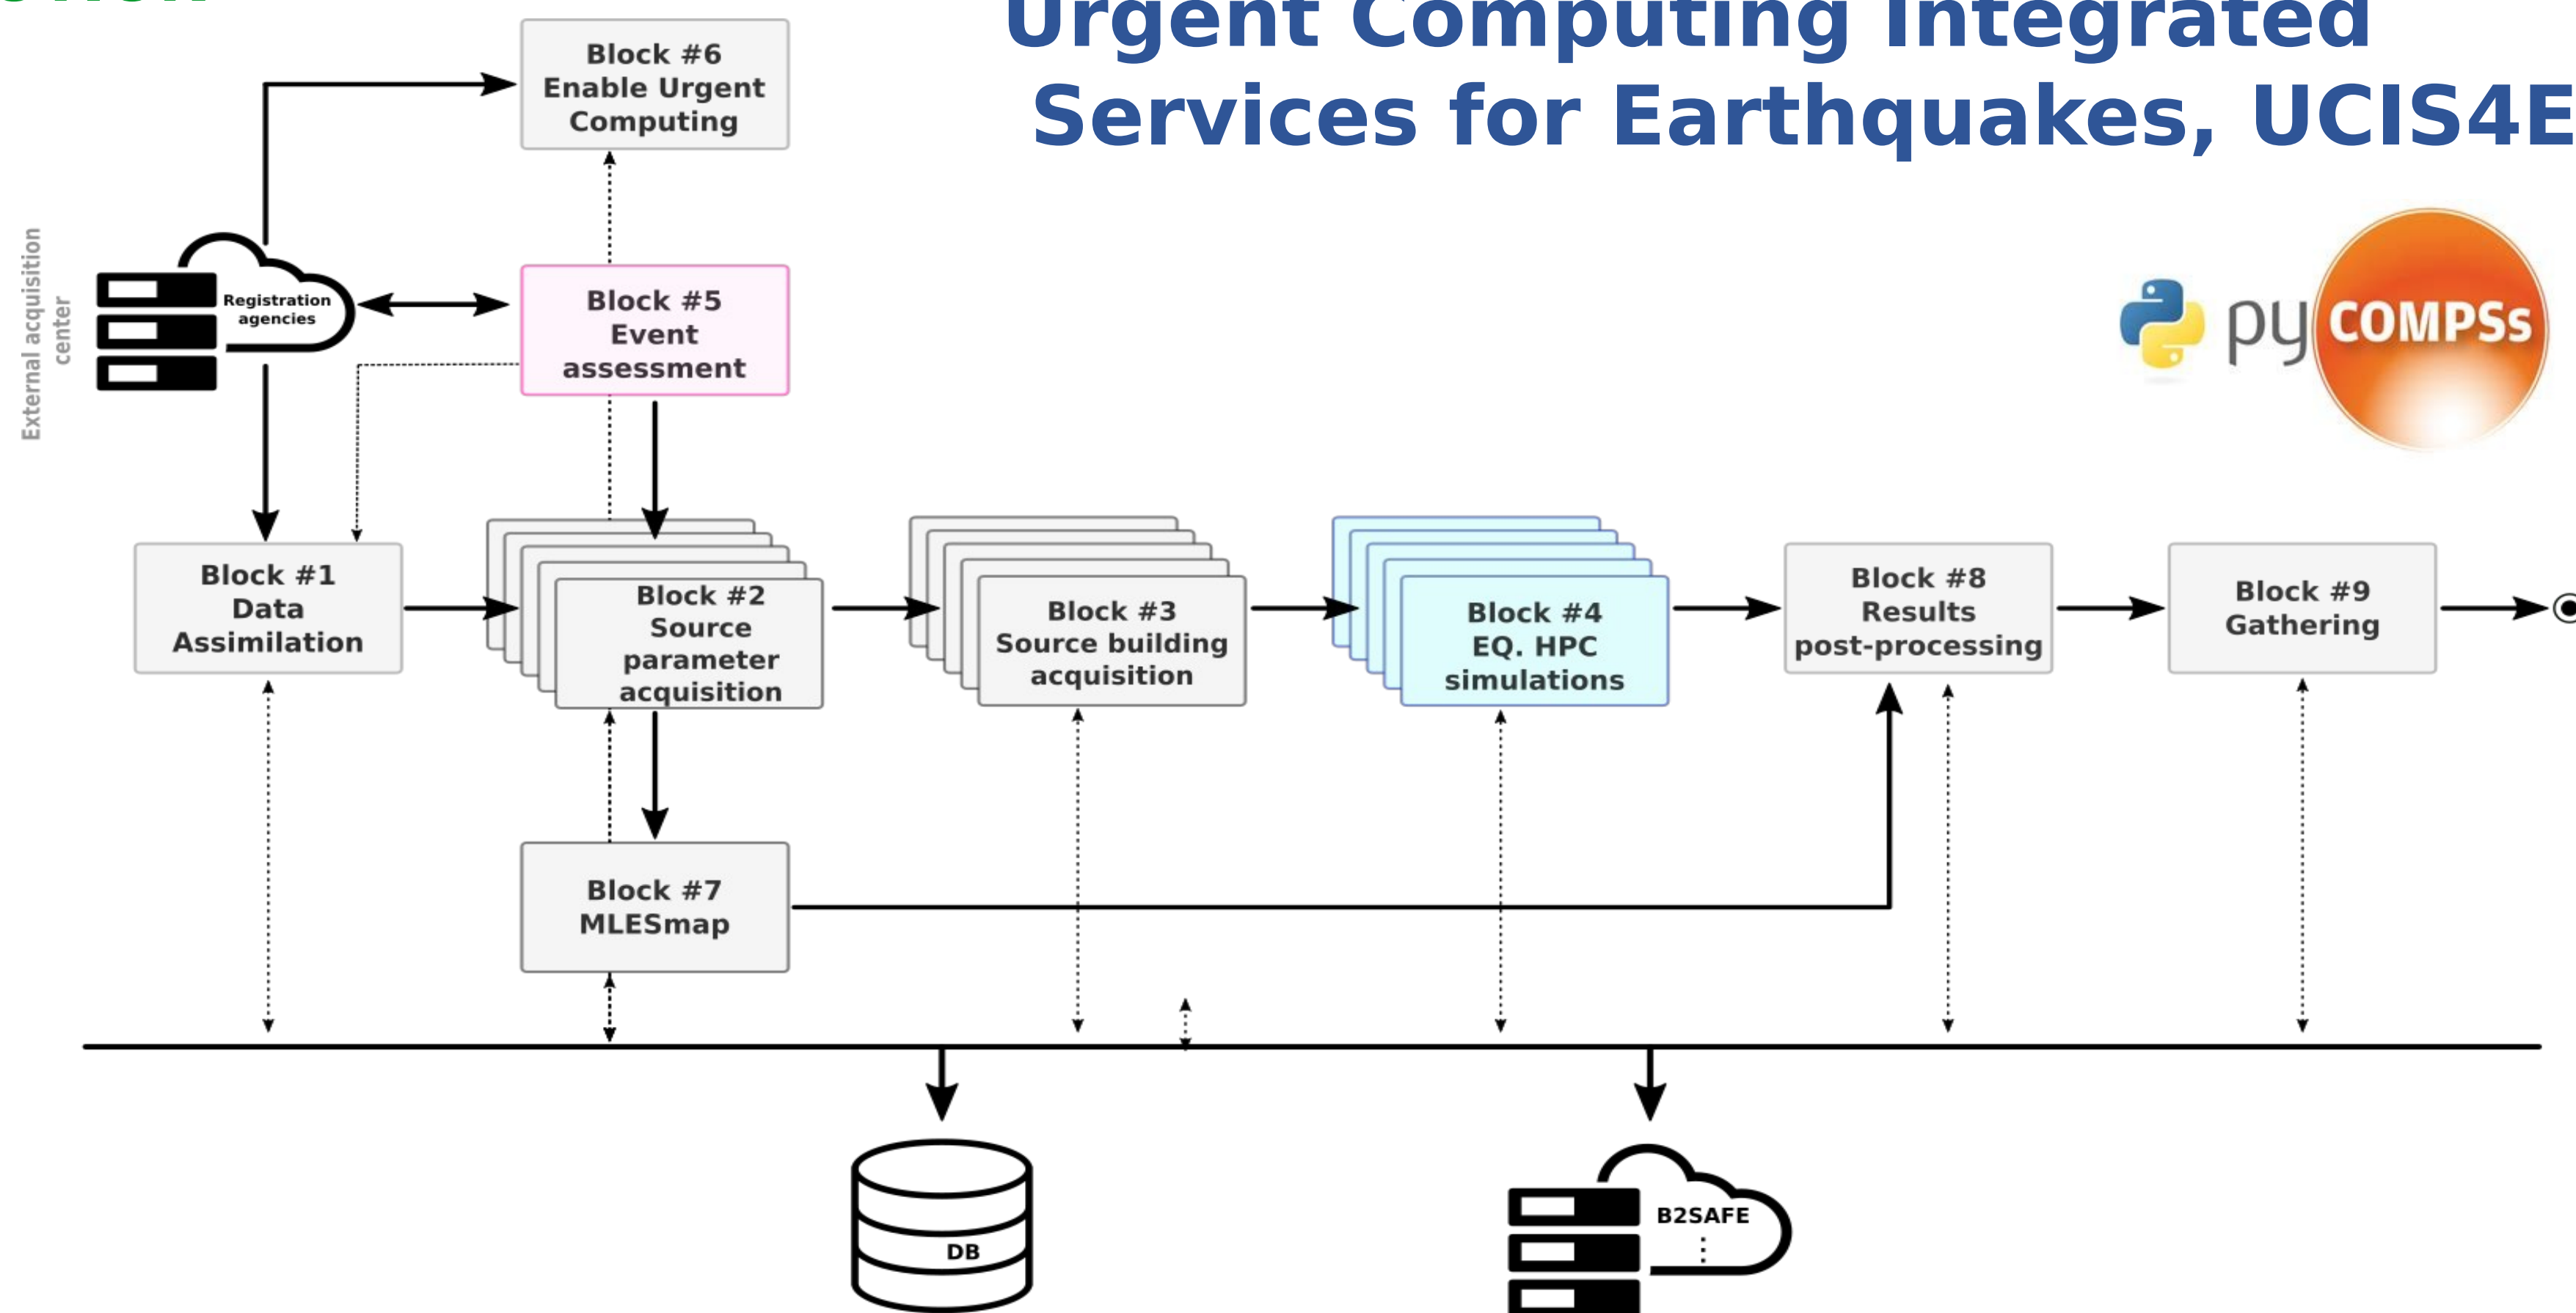 Urgent Computing Integrated
Services for Earthquakes, UCIS4E
Block #6
Enable Urgent
Computing
External acquisition
center
Registration
agencies
Block #5
Event
assessment
py COMPSs
Block #1
Data
Assimilation
Block #2
Source
parameter
acquisition
Block #3
Source building
acquisition
Block #4
EQ. HPC
simulations
Block #8
Results
post-processing
Block #9
Gathering
Block #7
MLESmap
DB
B2SAFE